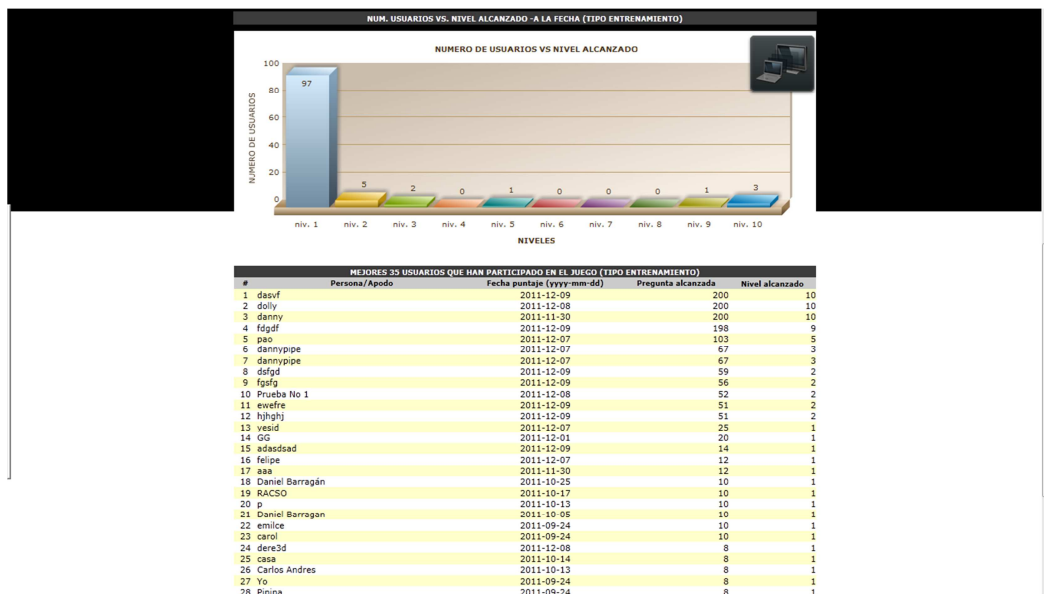 NUM. USUARIOS VS. NIVEL ALCANZADO -A LA FECHA (TIPO ENTRENAMIENTO)
NUMERO DE USUARIOS VS NIVEL ALCANZADO
NUMERO DE USUARIOS
100
80
60
40
20
0
97
5
2
0
1
0
0
0
1
3
niv. 1 niv. 2 niv. 3 niv. 4 niv. 5 niv. 6 niv. 7 niv. 8 niv. 9 niv. 10
NIVELES
MEJORES 35 USUARIOS QUE HAN PARTICIPADO EN EL JUEGO (TIPO ENTRENAMIENTO)
# Persona/Apodo Fecha puntaje (yyyy-mm-dd) Pregunta alcanzada Nivel alcanzado
1 dasvf 2011-12-09 200 10
2 dolly 2011-12-08 200 10
3 danny 2011-11-30 200 10
4 fdgdf 2011-12-09 198 9
5 pao 2011-12-07 103 5
6 dannypipe 2011-12-07 67 3
7 dannypipe 2011-12-07 67 3
8 dsfgd 2011-12-09 59 2
9 fgsfg 2011-12-09 56 2
10 Prueba No 1 2011-12-08 52 2
11 ewefre 2011-12-09 51 2
12 hjhghj 2011-12-09 51 2
13 yesid 2011-12-07 25 1
14 GG 2011-12-01 20 1
15 adasdsad 2011-12-09 14 1
16 felipe 2011-12-07 12 1
17 aaa 2011-11-30 12 1
18 Daniel Barragán 2011-10-25 10 1
19 RACSO 2011-10-17 10 1
20 p 2011-10-13 10 1
21 Daniel Barragan 2011-10-05 10 1
22 emilce 2011-09-24 10 1
23 carol 2011-09-24 10 1
24 dere3d 2011-12-08 8 1
25 casa 2011-10-14 8 1
26 Carlos Andres 2011-10-13 8 1
27 Yo 2011-09-24 8 1
28 Pinina 2011-09-24 8 1